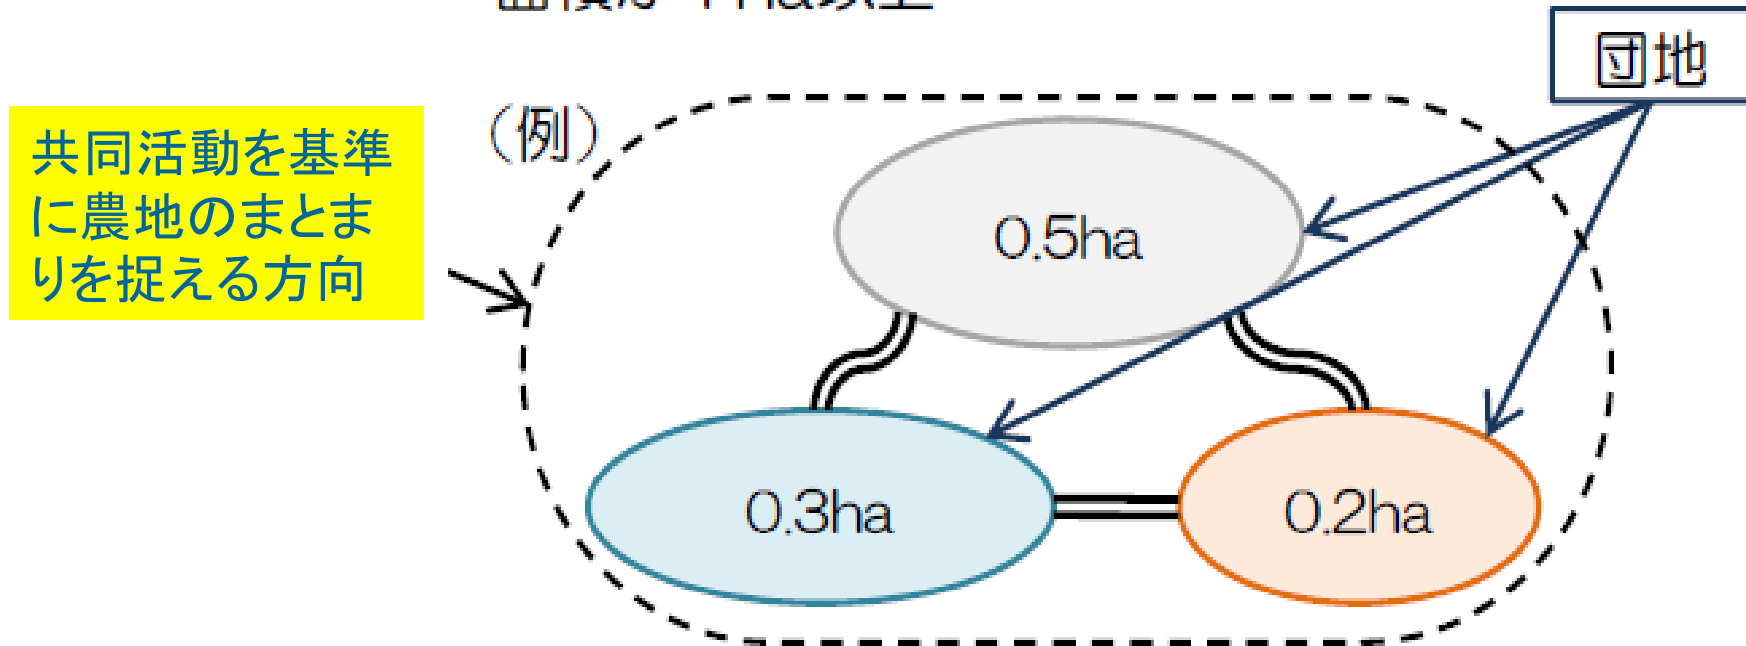 団地
(例)
共同活動を基準
に農地のまとま
りを捉える方向
0.5ha
0.3ha
0.2ha